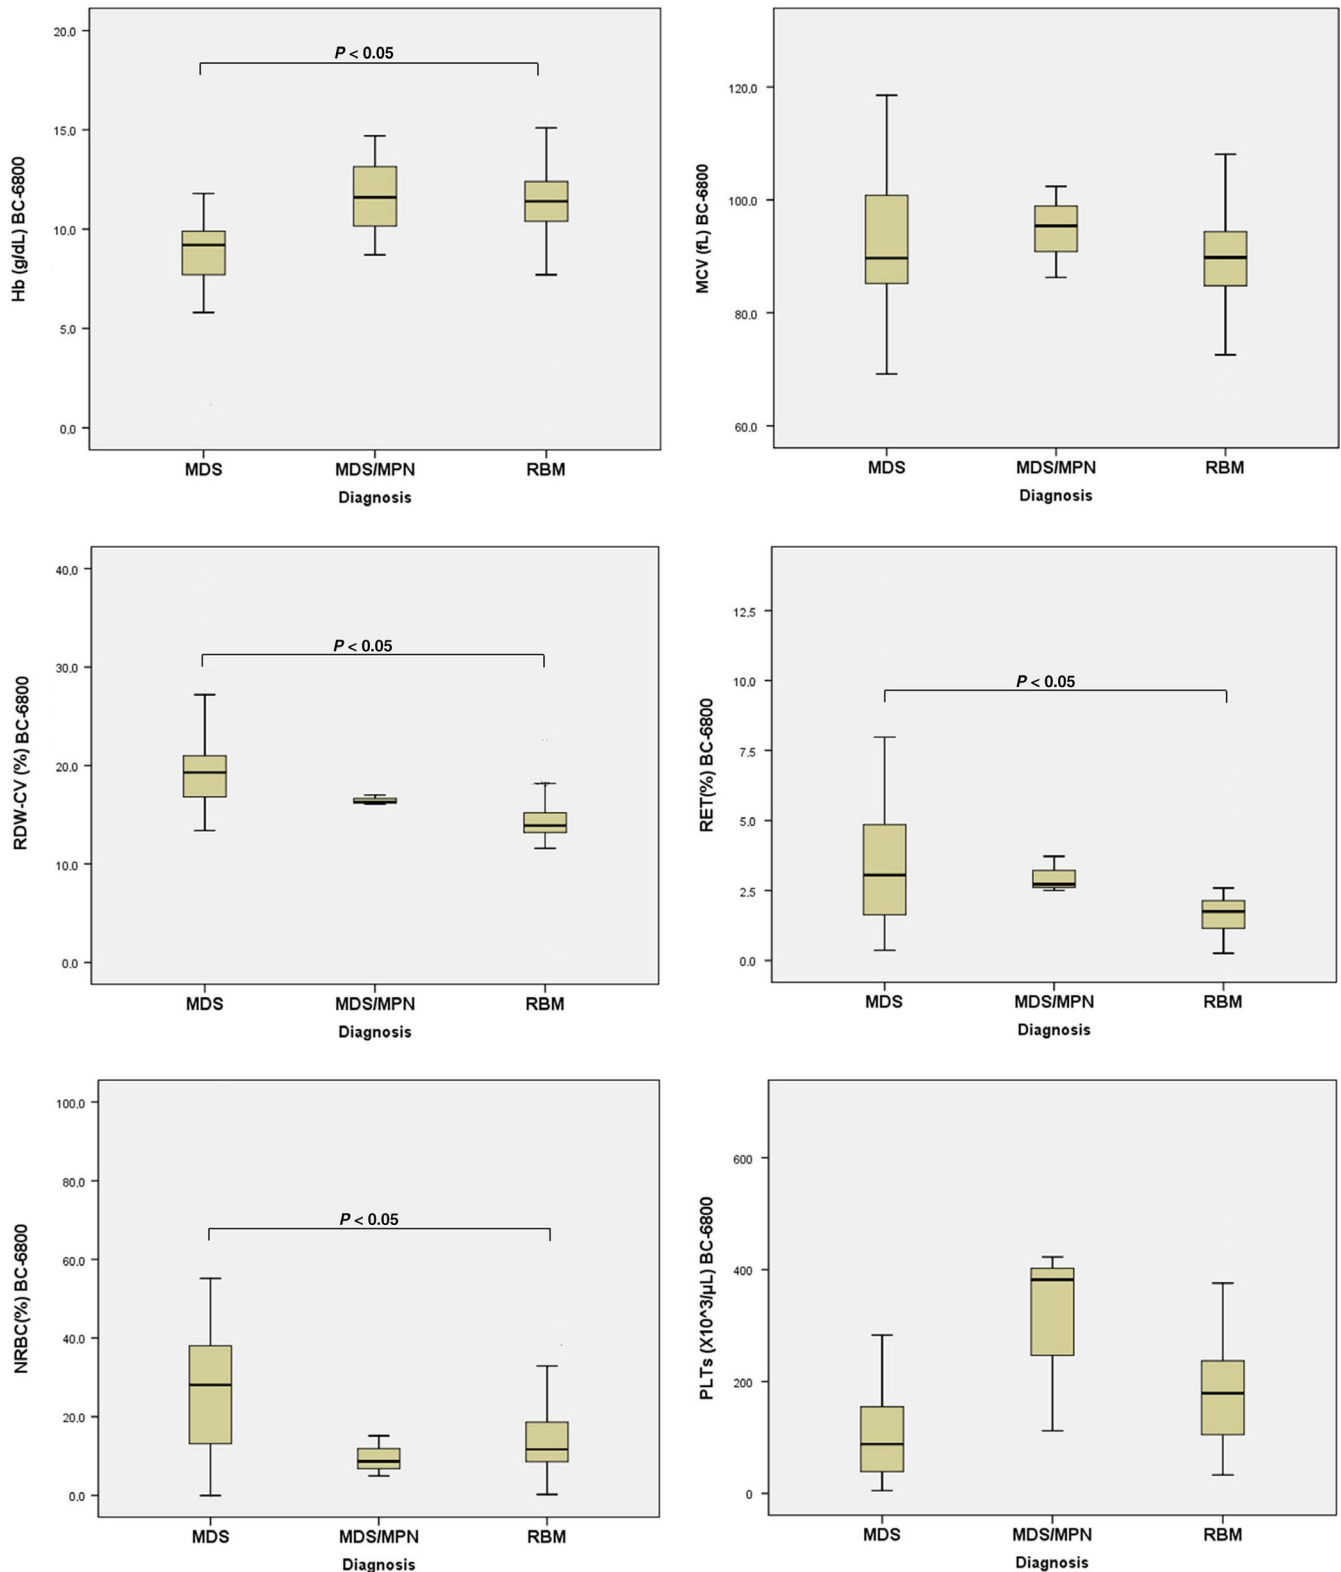 Hb (g/dL) BC-6800
20.0
15.0
10.0
5.0
0.0
P < 0.05
MDS MDS/MPN RBM
Diagnosis
MCV (fL) BC-6800
120.0
100.0
80.0
60.0
MDS MDS/MPN RBM
Diagnosis
RDW-CV (%) BC-6800
40,0
30,0
20,0
10,0
0,0
P < 0.05
MDS MDS/MPN RBM
Diagnosis
RET(%) BC-6800
12.5
10.0
7.5
5.0
2.5
0.0
P < 0.05
MDS MDS/MPN RBM
Diagnosis
NRBC(%) BC-6800
100,0
80,0
60,0
40,0
20,0
0,0
P < 0.05
MDS MDS/MPN RBM
Diagnosis
PLTs (X10^3/µL) BC-6800
600
400
200
0
MDS MDS/MPN RBM
Diagnosis